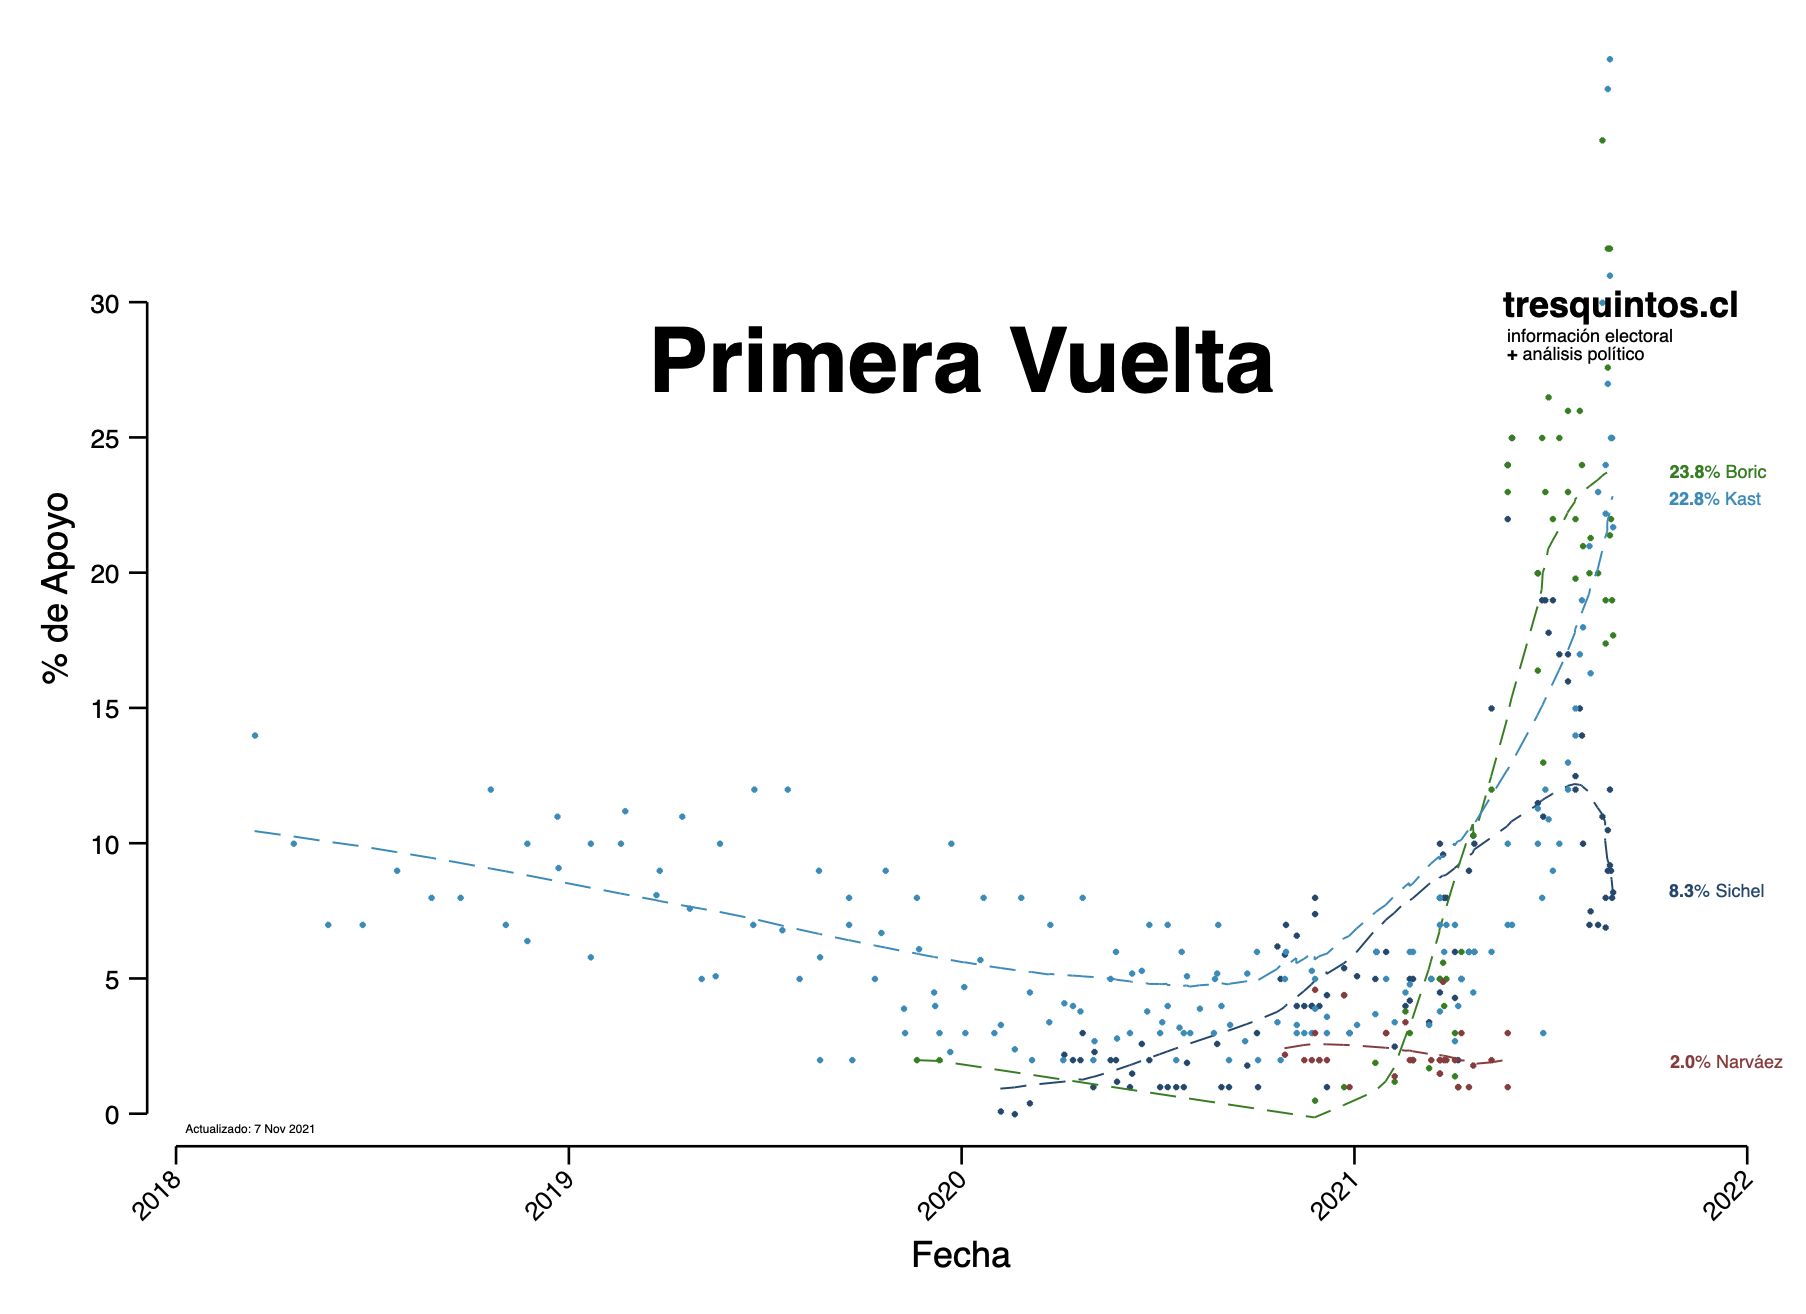 Primera Vuelta
tresquintos.cl
información electoral
+ análisis político
% de Apoyo
30
25
20
15
10
5
0
23.8% Boric
22.8% Kast
8.3% Sichel
2.0% Narváez
Actualizado: 7 Nov 2021
2018
2019
2020
2021
2022
Fecha